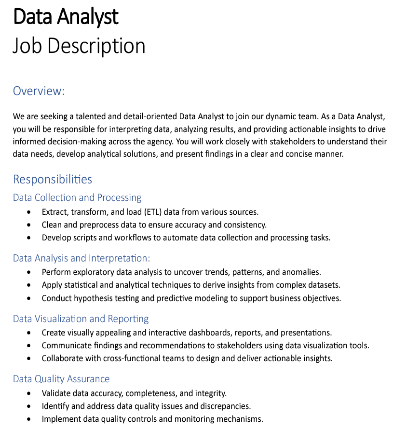 Data Analyst
Job Description
Overview:
We are seeking a talented and detail-oriented Data Analyst to join our dynamic team. As a Data Analyst,
you will be responsible for interpreting data, analyzing results, and providing actionable insights to drive
informed decision-making across the agency. You will work closely with stakeholders to understand their
data needs, develop analytical solutions, and present findings in a clear and concise manner.
Responsibilities
Data Collection and Processing
• Extract, transform, and load (ETL) data from various sources.
• Clean and preprocess data to ensure accuracy and consistency.
• Develop scripts and workflows to automate data collection and processing tasks.
Data Analysis and Interpretation:
• Perform exploratory data analysis to uncover trends, patterns, and anomalies.
• Apply statistical and analytical techniques to derive insights from complex datasets.
• Conduct hypothesis testing and predictive modeling to support business objectives.
Data Visualization and Reporting
• Create visually appealing and interactive dashboards, reports, and presentations.
• Communicate findings and recommendations to stakeholders using data visualization tools.
• Collaborate with cross-functional teams to design and deliver actionable insights.
Data Quality Assurance
• Validate data accuracy, completeness, and integrity.
• Identify and address data quality issues and discrepancies.
• Implement data quality controls and monitoring mechanisms.